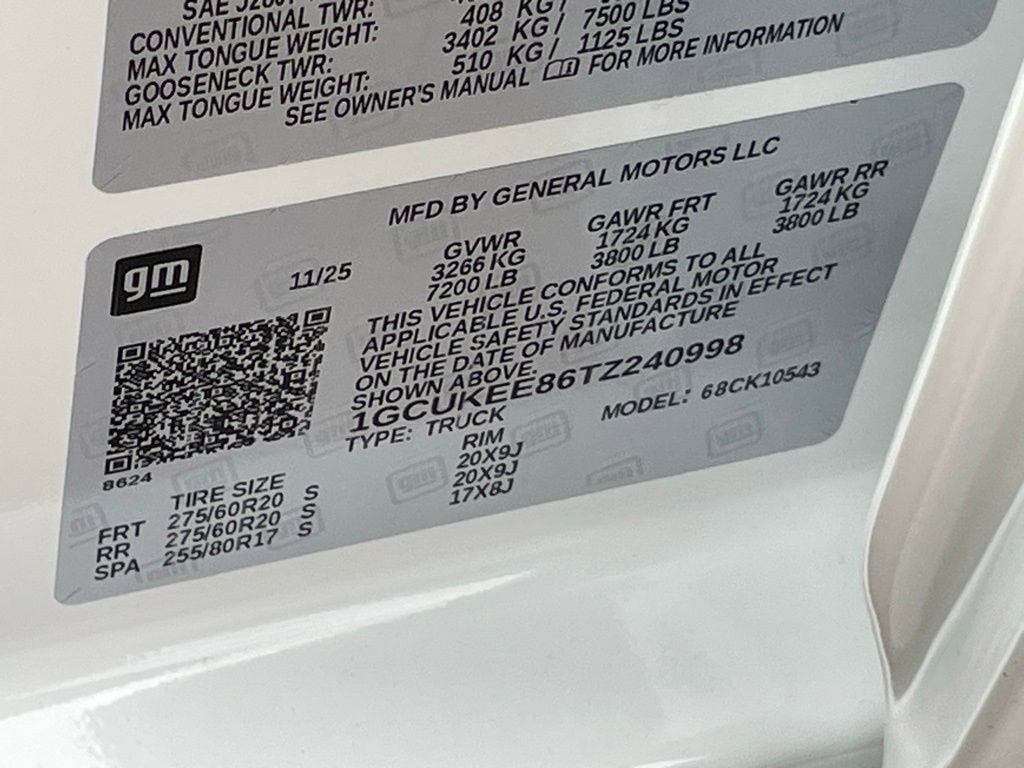 CONVENTIONAL TWR: 408 KG/
MAX TONGUE WEIGHT: 3402 KG/ 7500 LBS
GOOSENECK TWR: 510 KG/ 1125 LBS
MAX TONGUE WEIGHT:
SEE OWNER'S MANUAL FOR MORE INFORMATION
MFD BY GENERAL MOTORS LLC
gm
11/25
GVWR GAWR FRT GAWR RR
3266 KG 1724 KG 1724 KG
7200 LB 3800 LB 3800 LB
THIS VEHICLE CONFORMS TO ALL
APPLICABLE U.S. FEDERAL MOTOR
VEHICLE SAFETY STANDARDS IN EFFECT
ON THE DATE OF MANUFACTURE
SHOWN ABOVE.
1GCUKEE86TZ240998
TYPE: TRUCK MODEL: 68CK10543
8624
TIRE SIZE RIM
FRT 275/60R20 S 20X9J
RR 275/60R20 S 20X9J
SPA 255/80R17 S 17X8J